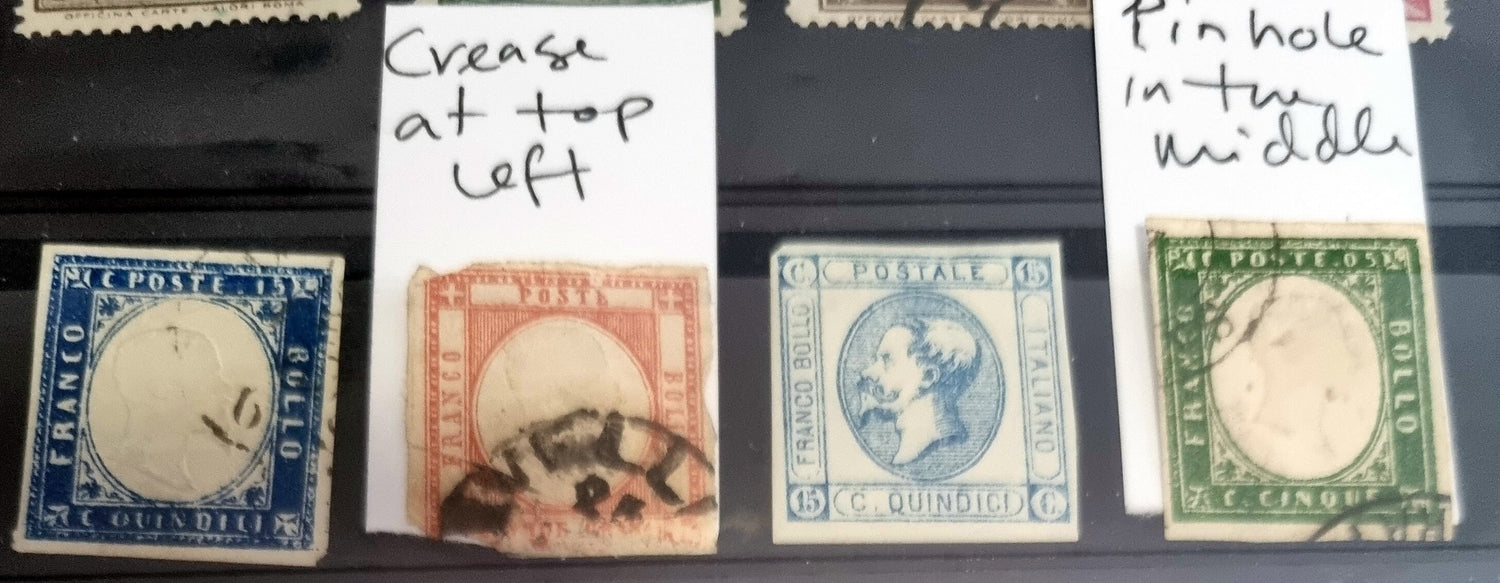 OFFICINA CARTE VALORI ROMA
Crease
at top
left
Pin hole
in the
middle
C POSTE . 15
FRANCO
BOLLO
C QUINDICI
15
POSTE
FRANCO
C POSTALE 15
FRANCO BOLLO
ITALIANO
15 C. QUINDICI C.
C POSTE 05
FRANCO
BOLLO
C. CINQUE